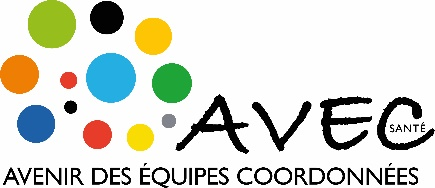 AVEC
SANTÉ
AVENIR DES ÉQUIPES COORDONNÉES